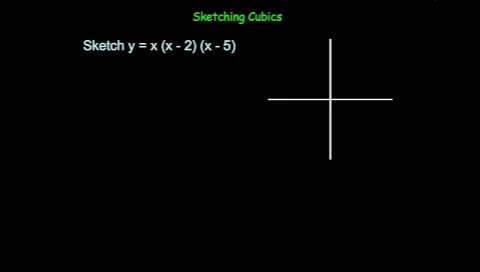 Sketching Cubics
Sketch y = x (x - 2) (x - 5)